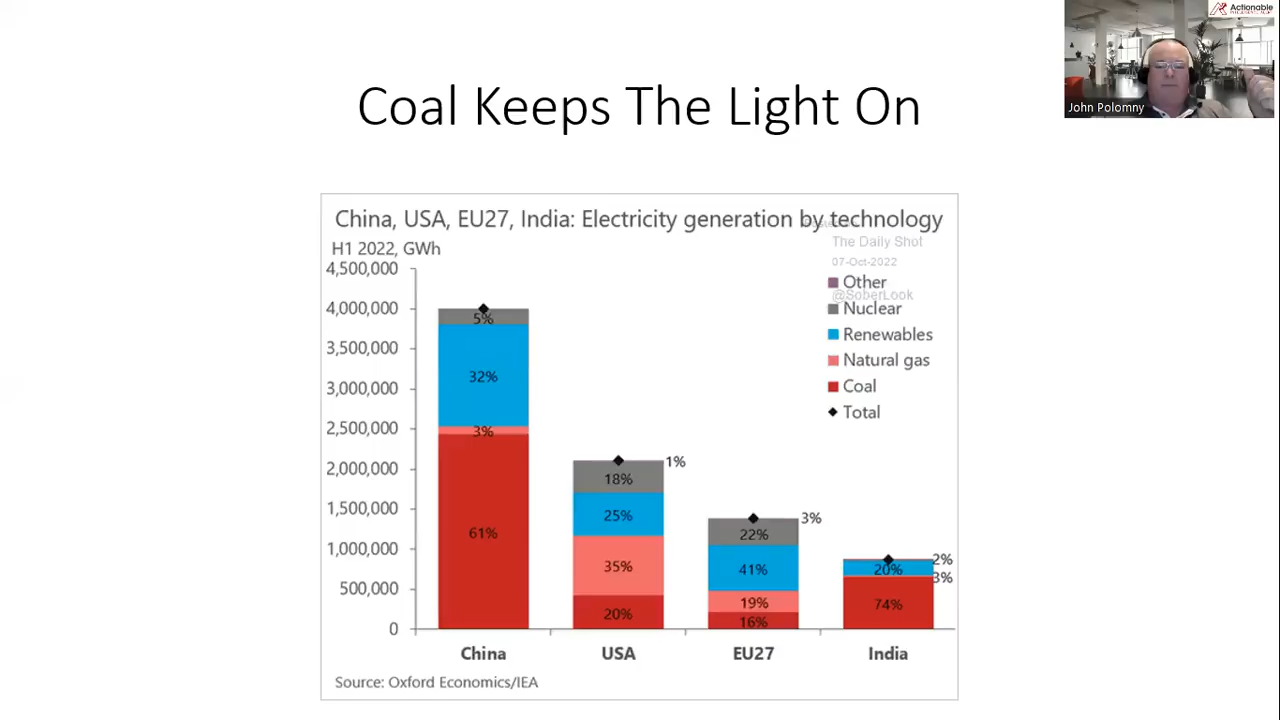 Actionable
John Polomny
Coal Keeps The Light On
China, USA, EU27, India: Electricity generation by technology
H1 2022, GWh
The Daily Shot
07-Oct-2022
@SoberLook
4,500,000
4,000,000
3,500,000
3,000,000
2,500,000
2,000,000
1,500,000
1,000,000
500,000
0
Other
Nuclear
Renewables
Natural gas
Coal
Total
5%
32%
3%
61%
1%
18%
25%
35%
20%
3%
22%
41%
19%
16%
2%
20%
3%
74%
China
USA
EU27
India
Source: Oxford Economics/IEA